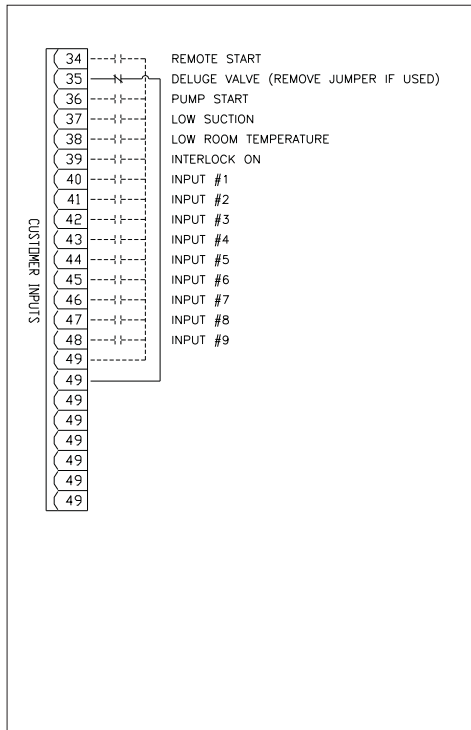 34 REMOTE START
35 DELUGE VALVE (REMOVE JUMPER IF USED)
36 PUMP START
37 LOW SUCTION
38 LOW ROOM TEMPERATURE
39 INTERLOCK ON
40 INPUT #1
41 INPUT #2
42 INPUT #3
43 INPUT #4
44 INPUT #5
45 INPUT #6
46 INPUT #7
47 INPUT #8
48 INPUT #9
49
49
49
49
49
49
49
49
CUSTOMER INPUTS